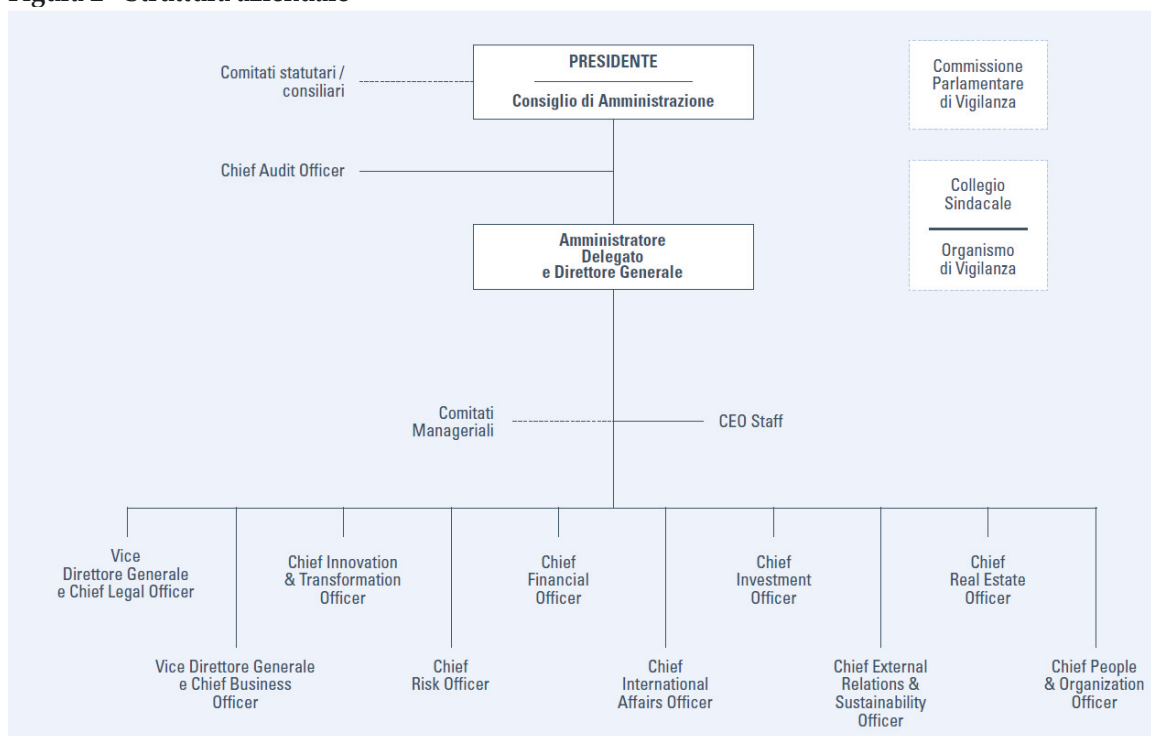 Figura 2 - Struttura aziendale
PRESIDENTE
Consiglio di Amministrazione
Comitati statutari /
consiliari
Commissione
Parlamentare
di Vigilanza
Chief Audit Officer
Collegio
Sindacale
Organismo
di Vigilanza
Amministratore
Delegato
e Direttore Generale
Comitati
Manageriali
CEO Staff
Vice
Direttore Generale
e Chief Legal Officer
Chief Innovation
& Transformation
Officer
Chief
Financial
Officer
Chief
Investment
Officer
Chief
Real Estate
Officer
Vice Direttore Generale
e Chief Business
Officer
Chief
Risk Officer
Chief
International
Affairs Officer
Chief External
Relations &
Sustainability
Officer
Chief People
& Organization
Officer